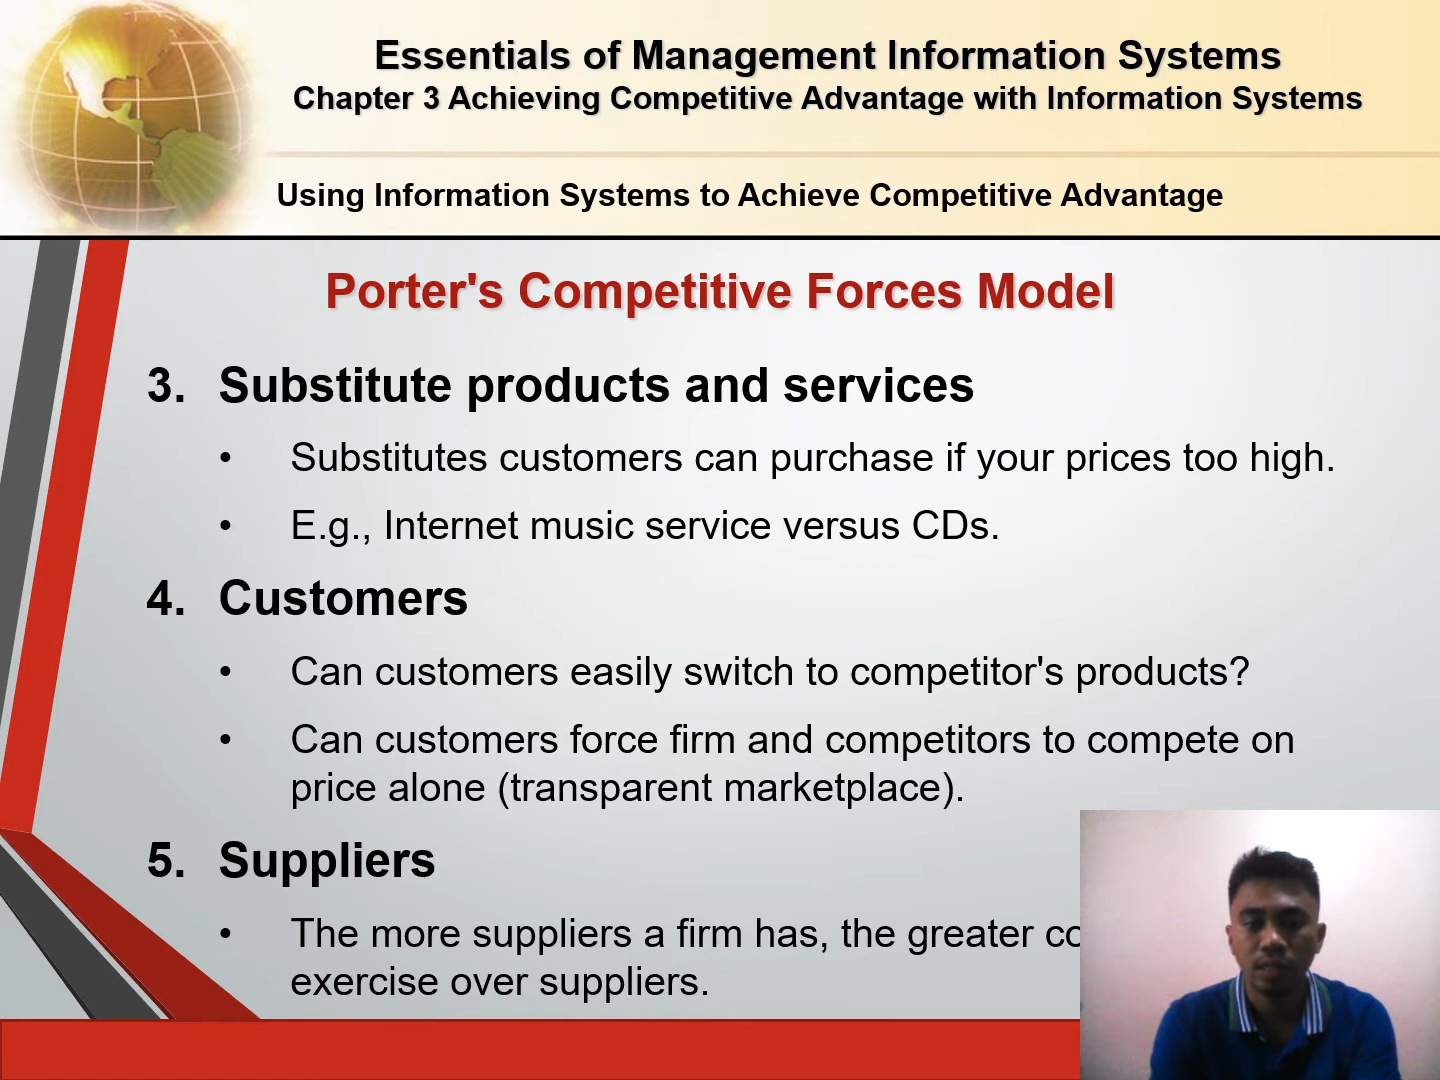 Essentials of Management Information Systems
Chapter 3 Achieving Competitive Advantage with Information Systems
Using Information Systems to Achieve Competitive Advantage
Porter's Competitive Forces Model
3. Substitute products and services
• Substitutes customers can purchase if your prices too high.
• E.g., Internet music service versus CDs.
4. Customers
• Can customers easily switch to competitor's products?
• Can customers force firm and competitors to compete on
price alone (transparent marketplace).
5. Suppliers
• The more suppliers a firm has, the greater
exercise over suppliers.